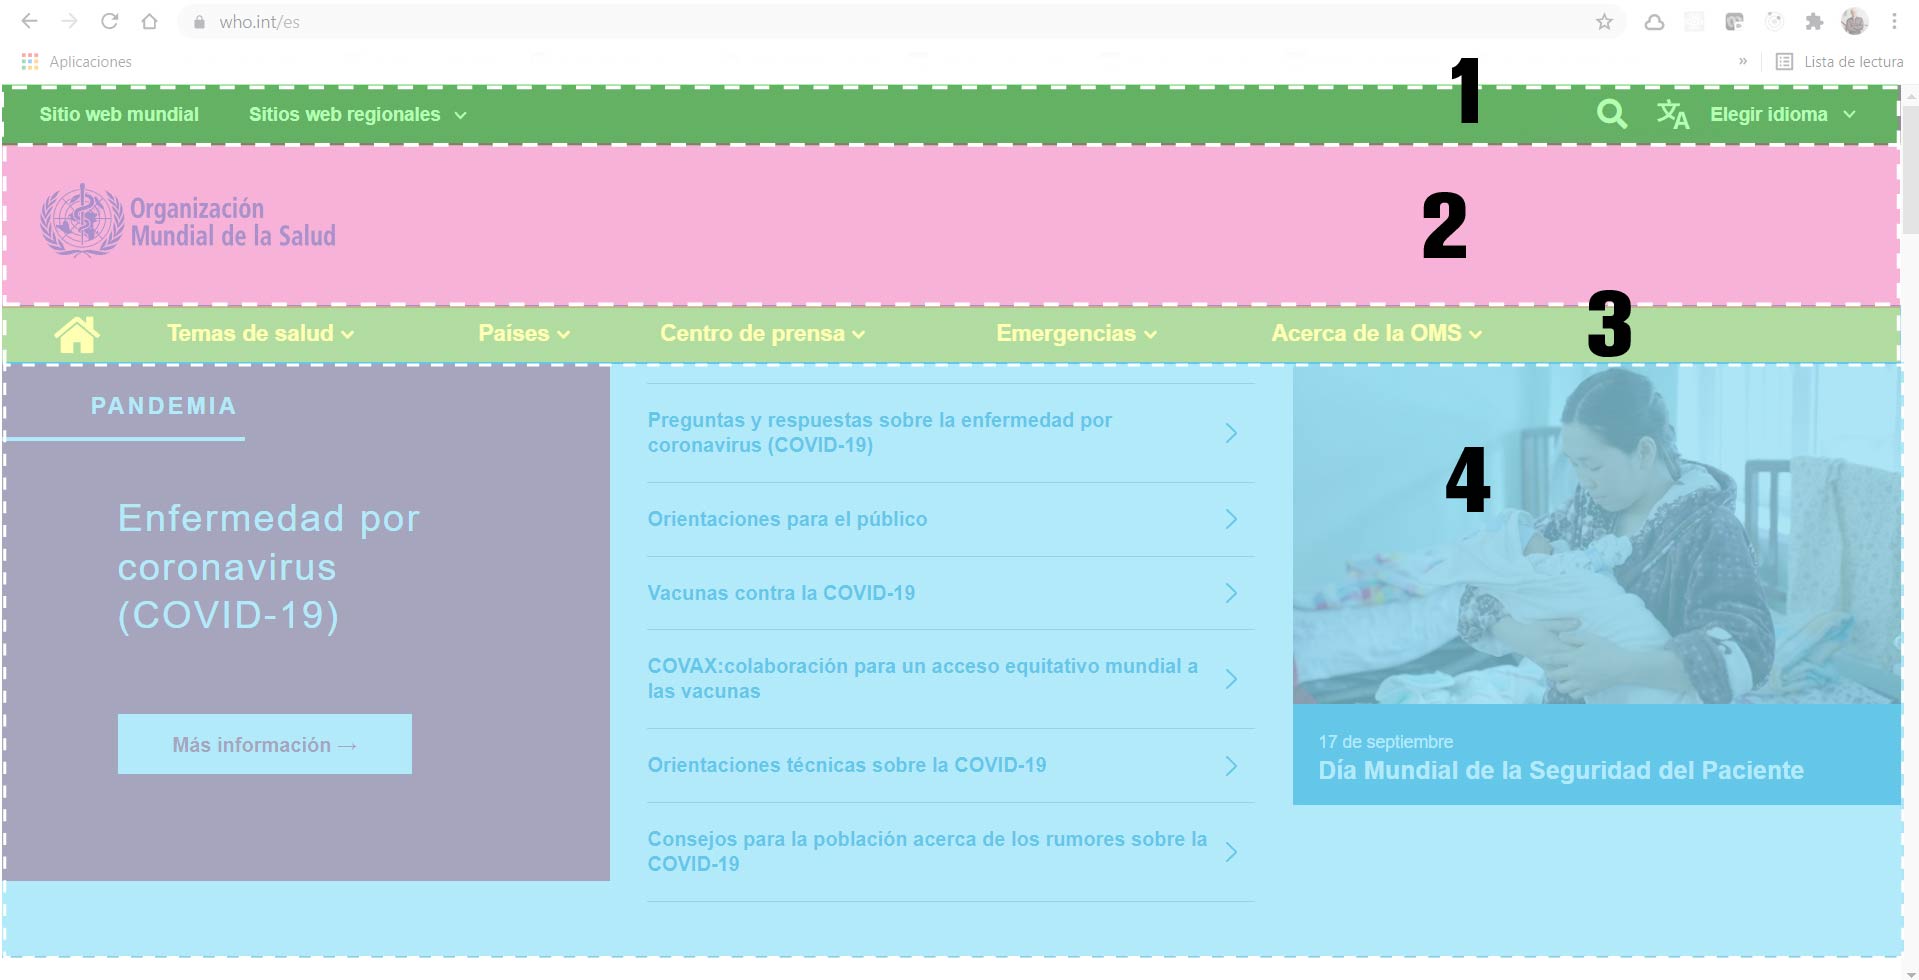 who.int/es
Aplicaciones
» Lista de lectura
1
Sitio web mundial Sitios web regionales Elegir idioma
2
Organización
Mundial de la Salud
3
Temas de salud Países Centro de prensa Emergencias Acerca de la OMS
PANDEMIA
Enfermedad por
coronavirus
(COVID-19)
Más información →
Preguntas y respuestas sobre la enfermedad por
coronavirus (COVID-19)
Orientaciones para el público
Vacunas contra la COVID-19
COVAX:colaboración para un acceso equitativo mundial a
las vacunas
Orientaciones técnicas sobre la COVID-19
Consejos para la población acerca de los rumores sobre la
COVID-19
4
17 de septiembre
Día Mundial de la Seguridad del Paciente